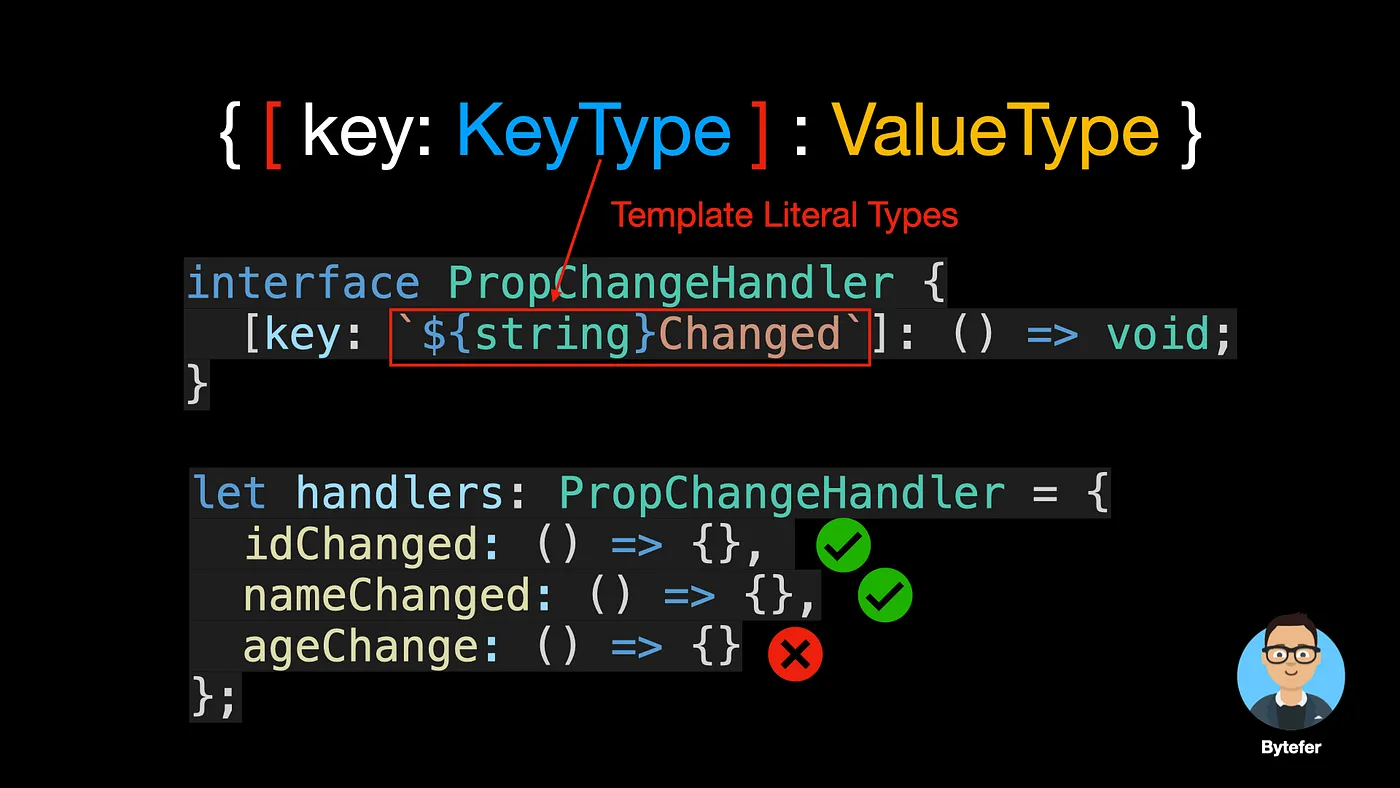 { [ key: KeyType ] : ValueType }
Template Literal Types
interface PropChangeHandler {
  [key: `${string}Changed`]: () => void;
}
let handlers: PropChangeHandler = {
  idChanged: () => {},
  nameChanged: () => {},
  ageChange: () => {}
};
Bytefer